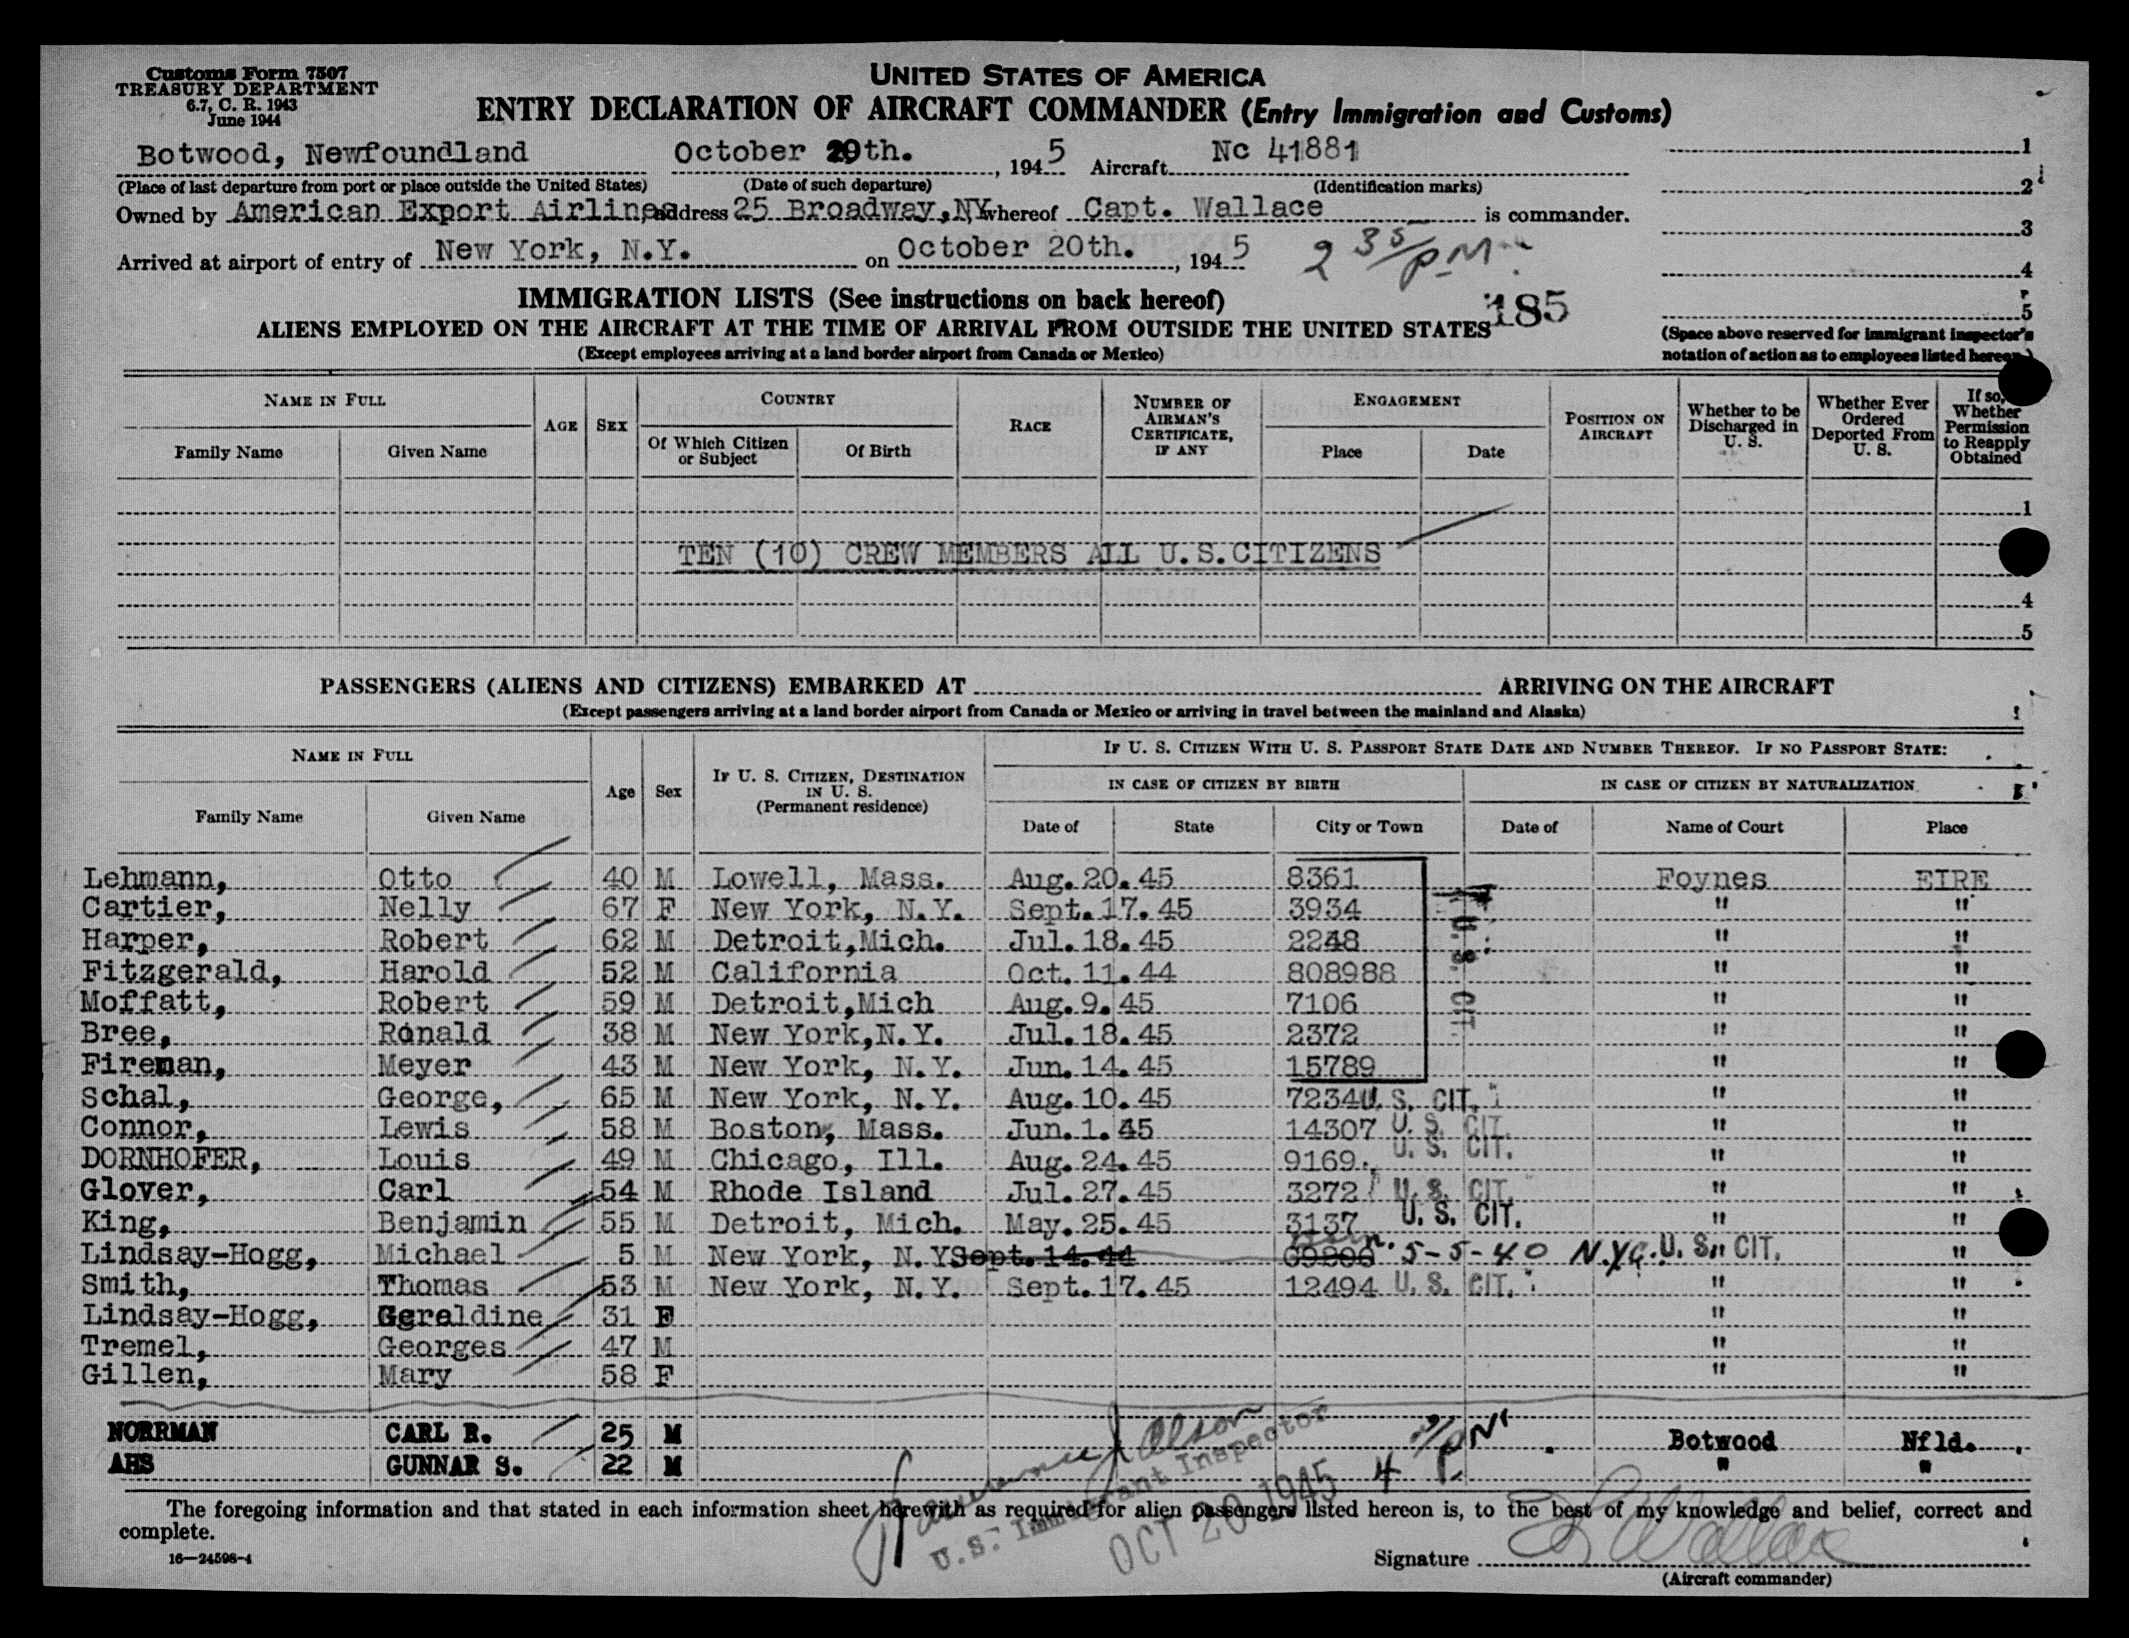 Customs Form 7507
TREASURY DEPARTMENT
6.7, C. R. 1943
June 1944
UNITED STATES OF AMERICA
ENTRY DECLARATION OF AIRCRAFT COMMANDER (Entry Immigration and Customs)
Botwood, Newfoundland October 20th. , 1945 Aircraft Nc 41881 1
(Place of last departure from port or place outside the United States) (Date of such departure) (Identification marks) 2
Owned by American Export Airlines address 25 Broadway, NY whereof Capt. Wallace is commander.
3
Arrived at airport of entry of New York, N.Y. on October 20th. , 1945 2 35/PM
4
IMMIGRATION LISTS (See instructions on back hereof) 185
5
ALIENS EMPLOYED ON THE AIRCRAFT AT THE TIME OF ARRIVAL FROM OUTSIDE THE UNITED STATES
(Except employees arriving at a land border airport from Canada or Mexico)
(Space above reserved for immigrant inspector's
notation of action as to employees listed hereon.)
NAME IN FULL AGE SEX COUNTRY RACE NUMBER OF AIRMAN'S CERTIFICATE, IF ANY ENGAGEMENT POSITION ON AIRCRAFT Whether to be Discharged in U. S. Whether Ever Ordered Deported From U. S. If so, Whether Permission to Reapply Obtained
Family Name Given Name Of Which Citizen or Subject Of Birth Place Date
1
TEN (10) CREW MEMBERS ALL U.S.CITIZENS
4
5
PASSENGERS (ALIENS AND CITIZENS) EMBARKED AT ARRIVING ON THE AIRCRAFT
(Except passengers arriving at a land border airport from Canada or Mexico or arriving in travel between the mainland and Alaska)
NAME IN FULL Age Sex IF U. S. CITIZEN, DESTINATION IN U. S. (Permanent residence) IF U. S. CITIZEN WITH U. S. PASSPORT STATE DATE AND NUMBER THEREOF. IF NO PASSPORT STATE:
IN CASE OF CITIZEN BY BIRTH IN CASE OF CITIZEN BY NATURALIZATION
Family Name Given Name Date of State City or Town Date of Name of Court Place
Lehmann, Otto 40 M Lowell, Mass. Aug.20.45 8361 Foynes EIRE
Cartier, Nelly 67 F New York, N.Y. Sept.17.45 3934 " "
Harper, Robert 62 M Detroit,Mich. Jul.18.45 2248 " "
Fitzgerald, Harold 52 M California Oct.11.44 808988 " "
Moffatt, Robert 59 M Detroit,Mich Aug.9.45 7106 " "
Bree, Ronald 38 M New York,N.Y. Jul.18.45 2372 " "
Fireman, Meyer 43 M New York, N.Y. Jun.14.45 15789 " "
U. S. CIT.
Schal, George, 65 M New York, N.Y. Aug.10.45 7234 U. S. CIT. " "
Connor, Lewis 58 M Boston, Mass. Jun.1.45 14307 U. S. CIT. " "
DORNHOFER, Louis 49 M Chicago, Ill. Aug.24.45 9169. U. S. CIT. " "
Glover, Carl 54 M Rhode Island Jul.27.45 3272 U. S. CIT. " "
King, Benjamin 55 M Detroit, Mich. May.25.45 3137 U. S. CIT. " "
Lindsay-Hogg, Michael 5 M New York, N.Y Sept.14.44 5-5-40 N.Y.C. U. S. CIT. " "
Smith, Thomas 53 M New York, N.Y. Sept.17.45 12494 U. S. CIT. " "
Lindsay-Hogg, Geraldine 31 F " "
Tremel, Georges 47 M " "
Gillen, Mary 58 F " "
NORRMAN CARL R. 25 M Botwood Nfld.
AHS GUNNAR S. 22 M " "
4 PM
U.S. Immigrant Inspector
OCT 20 1945
The foregoing information and that stated in each information sheet herewith as required for alien passengers listed hereon is, to the best of my knowledge and belief, correct and
complete.
16—24598-1
Signature Wallace
(Aircraft commander)